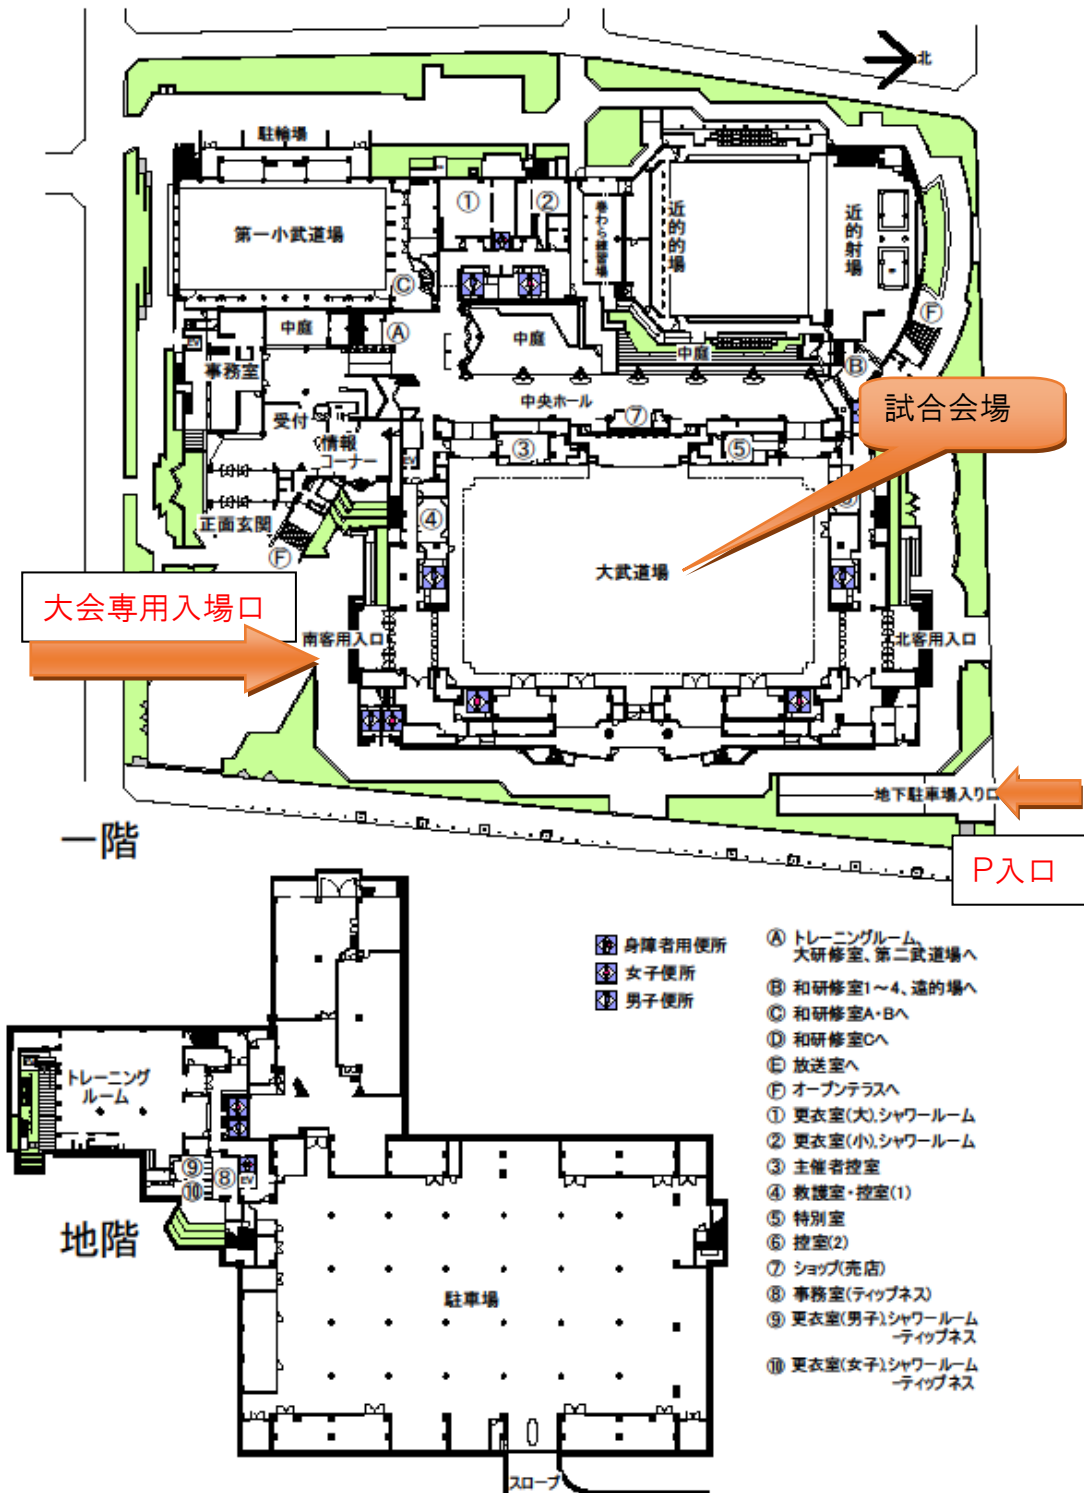 北
駐輪場
①
②
第一小武道場
巻わら練習場
近的的場
近的射場
Ⓒ
Ⓕ
中庭
Ⓐ
中庭
中庭
Ⓑ
EV
事務室
中央ホール
試合会場
受付
⑦
情報
コーナー
③
⑤
EV
④
正面玄関
Ⓕ
大武道場
大会専用入場口
南客用入口
北客用入口
地下駐車場入り口
一階
P入口
身障者用便所
女子便所
男子便所
Ⓐ トレーニングルーム、
大研修室、第二武道場へ
Ⓑ 和研修室1～4、遠的場へ
Ⓒ 和研修室A・Bへ
Ⓓ 和研修室Cへ
Ⓔ 放送室へ
Ⓕ オープンテラスへ
① 更衣室(大)、シャワールーム
② 更衣室(小)、シャワールーム
③ 主催者控室
④ 救護室・控室(1)
⑤ 特別室
⑥ 控室(2)
⑦ ショップ(売店)
⑧ 事務室(ティップネス)
⑨ 更衣室(男子)、シャワールーム
－ティップネス
⑩ 更衣室(女子)、シャワールーム
－ティップネス
トレーニング
ルーム
⑨
⑩
⑧
EV
地階
駐車場
スロープ